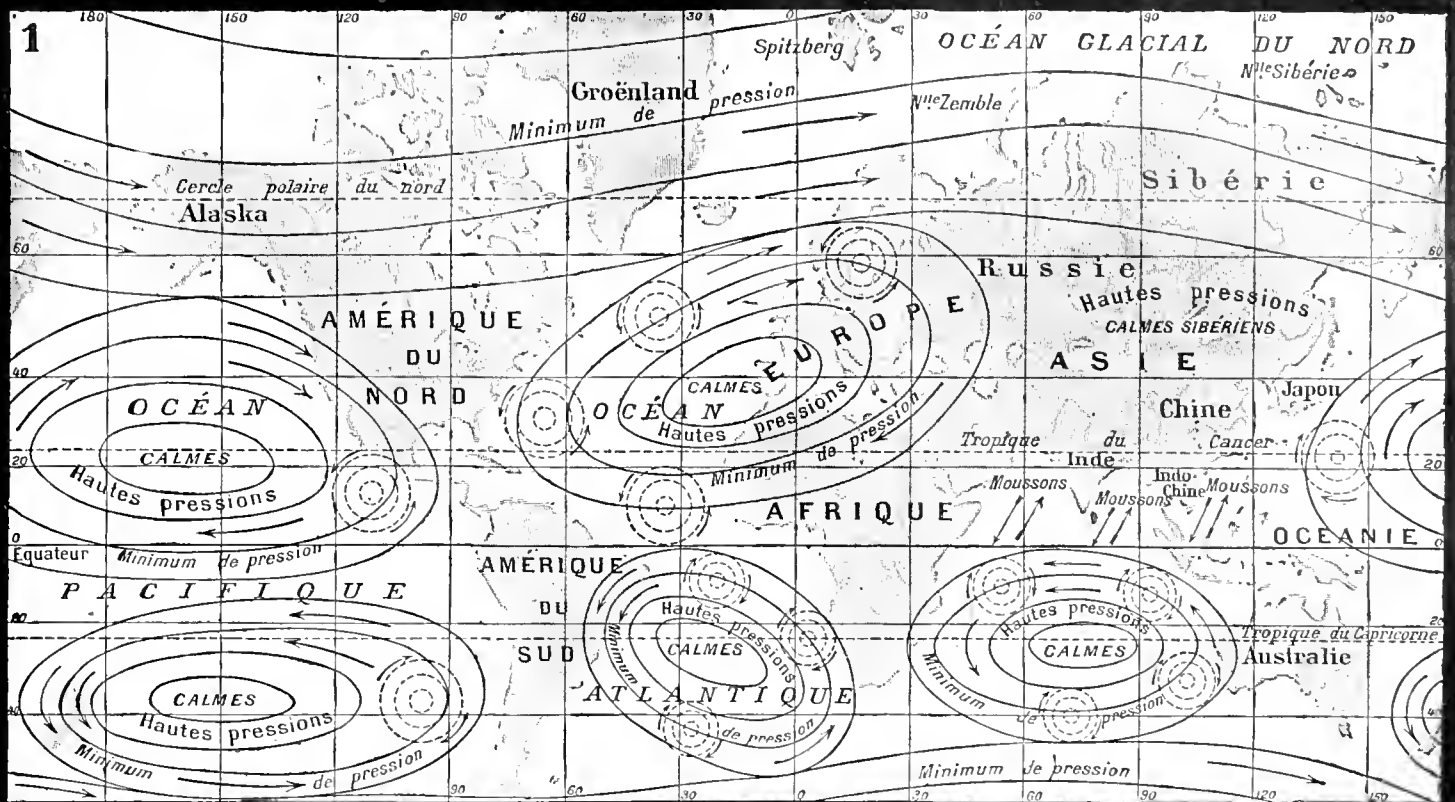 1
180 150 120 90 60 30 0 30 60 90 120 150
Spitzberg
OCÉAN GLACIAL DU NORD
Nlle Sibérie
Groënland
Minimum de pression
Nlle Zemble
Cercle polaire du nord
Sibérie
Alaska
60
60
Russie
Hautes pressions
CALMES SIBÉRIENS
AMÉRIQUE
DU
NORD
EUROPE
ASIE
40
CALMES
Japon
OCÉAN
OCÉAN
Hautes pressions
Chine
Minimum de pression
Tropique du Cancer
CALMES
20
20
Inde
Hautes pressions
Moussons
Indo-
Chine
Moussons
Moussons
AFRIQUE
0
0
OCÉANIE
Équateur
Minimum de pression
AMÉRIQUE
DU
SUD
PACIFIQUE
Hautes pressions
CALMES
Minimum de pression
Hautes pressions
CALMES
Minimum de pression
20
20
Tropique du Capricorne
Australie
ATLANTIQUE
CALMES
Hautes pressions
40
40
Minimum de pression
Minimum de pression
90 60 30 0 30 60 90 120 150